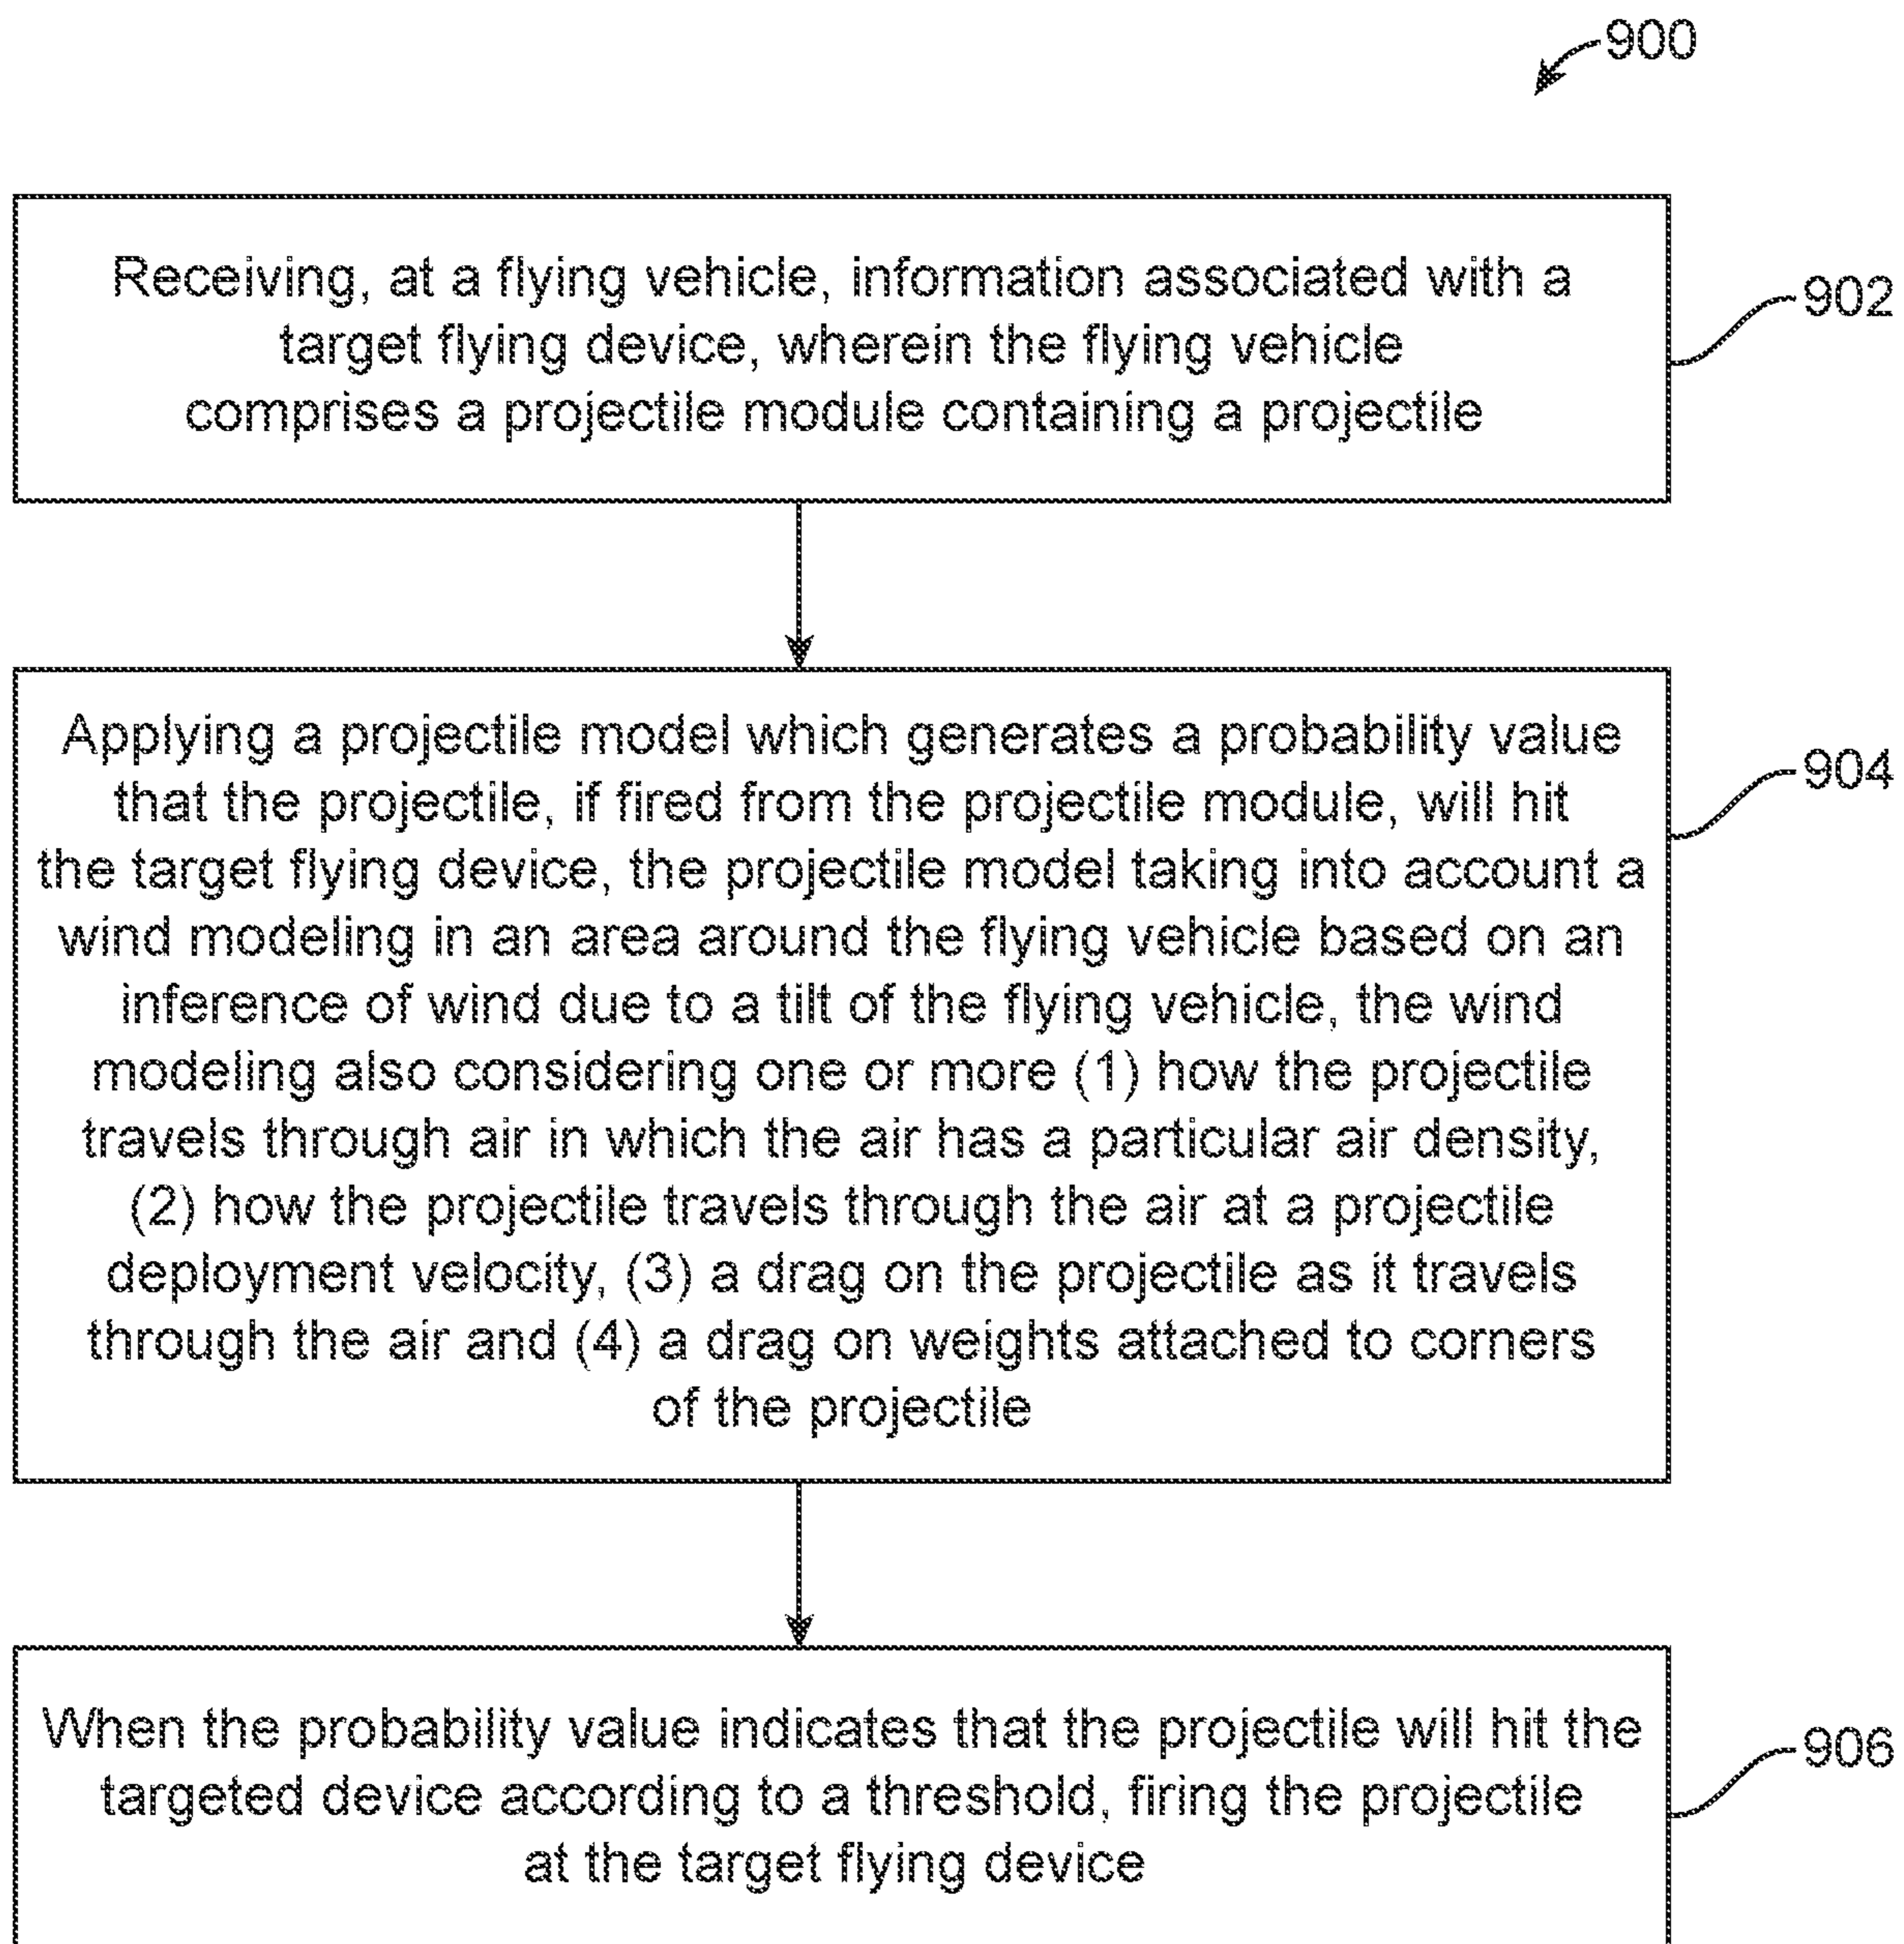 900
Receiving, at a flying vehicle, information associated with a
target flying device, wherein the flying vehicle
comprises a projectile module containing a projectile
902
Applying a projectile model which generates a probability value
that the projectile, if fired from the projectile module, will hit
the target flying device, the projectile model taking into account a
wind modeling in an area around the flying vehicle based on an
inference of wind due to a tilt of the flying vehicle, the wind
modeling also considering one or more (1) how the projectile
travels through air in which the air has a particular air density,
(2) how the projectile travels through the air at a projectile
deployment velocity, (3) a drag on the projectile as it travels
through the air and (4) a drag on weights attached to corners
of the projectile
904
When the probability value indicates that the projectile will hit the
targeted device according to a threshold, firing the projectile
at the target flying device
906